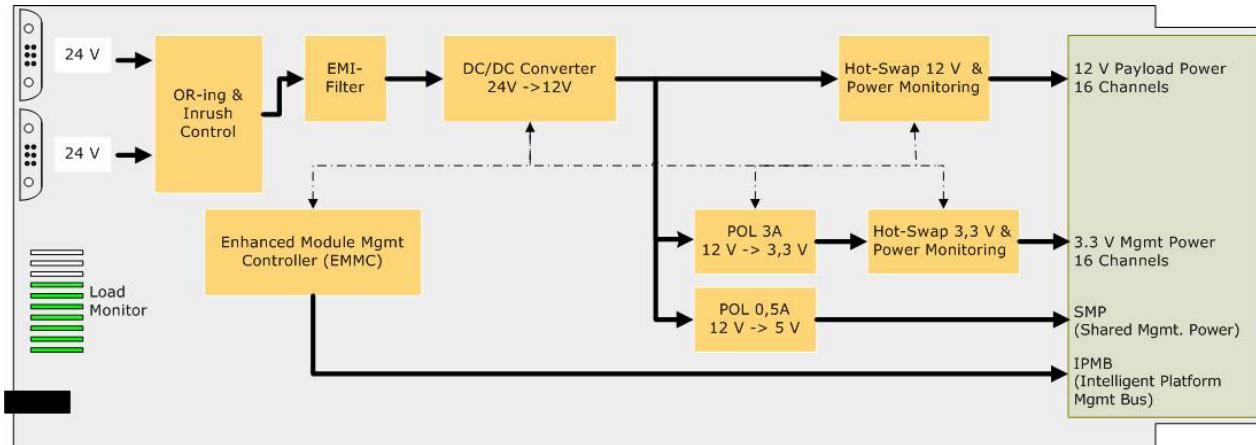 24 V
24 V
OR-ing &
Inrush
Control
EMI-
Filter
DC/DC Converter
24V ->12V
Hot-Swap 12 V &
Power Monitoring
12 V Payload Power
16 Channels
Enhanced Module Mgmt
Controller (EMMC)
POL 3A
12 V -> 3,3 V
Hot-Swap 3,3 V &
Power Monitoring
3.3 V Mgmt Power
16 Channels
Load
Monitor
POL 0,5A
12 V -> 5 V
SMP
(Shared Mgmt. Power)
IPMB
(Intelligent Platform
Mgmt Bus)